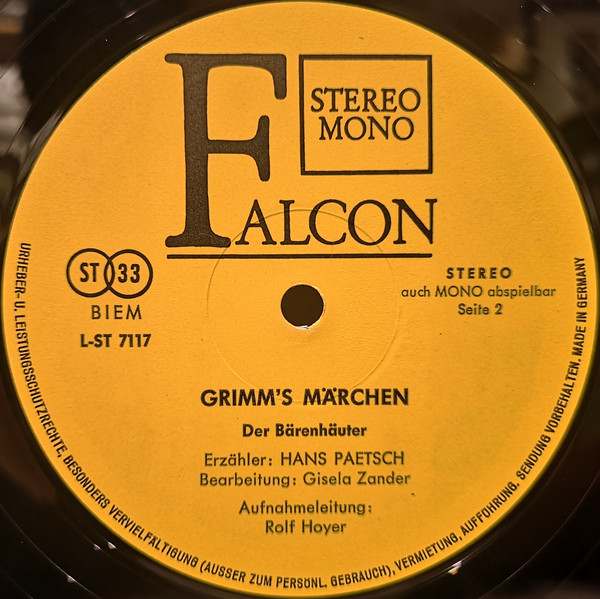 FALCON
STEREO
MONO
ST 33
BIEM
L-ST 7117
STEREO
auch MONO abspielbar
Seite 2
GRIMM'S MÄRCHEN
Der Bärenhäuter
Erzähler: HANS PAETSCH
Bearbeitung: Gisela Zander
Aufnahmeleitung:
Rolf Hoyer
URHEBER- U. LEISTUNGSSCHUTZRECHTE, BESONDERS VERVIELFÄLTIGUNG (AUSSER ZUM PERSÖNL. GEBRAUCH), VERMIETUNG, AUFFÜHRUNG, SENDUNG VORBEHALTEN. MADE IN GERMANY